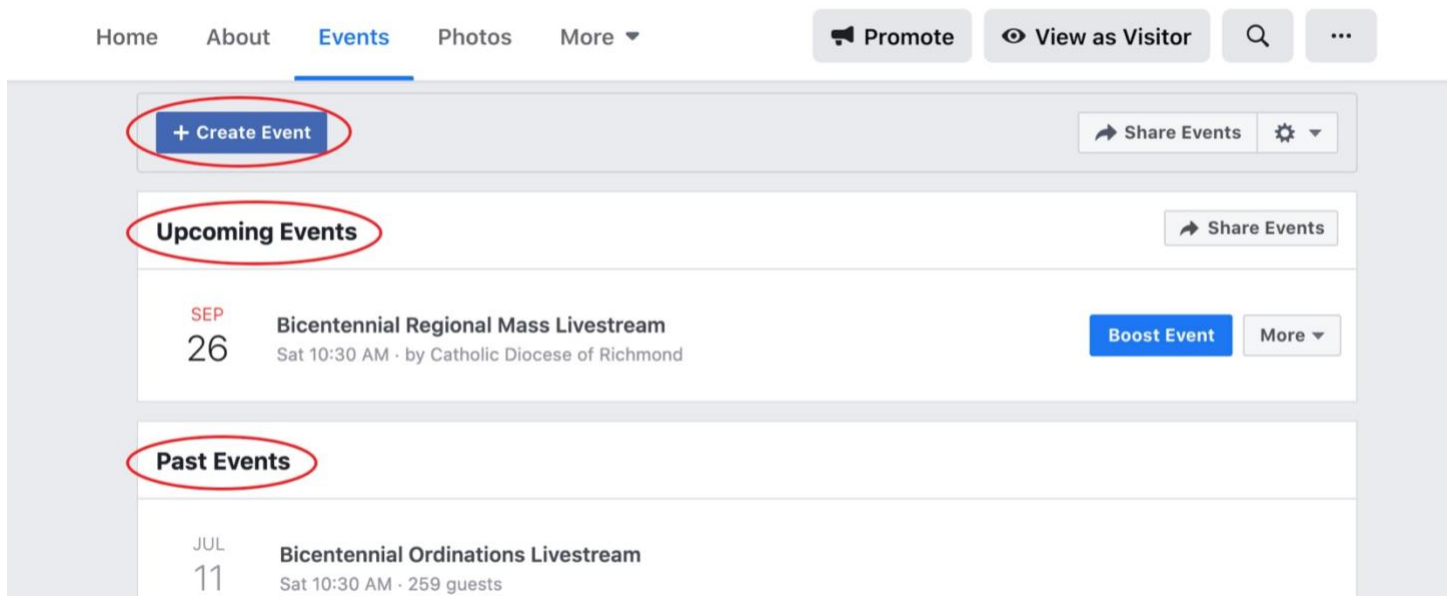 Home About Events Photos More Promote View as Visitor ...
+ Create Event Share Events
Upcoming Events Share Events
SEP
26
Bicentennial Regional Mass Livestream
Sat 10:30 AM · by Catholic Diocese of Richmond
Boost Event More
Past Events
JUL
11
Bicentennial Ordinations Livestream
Sat 10:30 AM · 259 guests